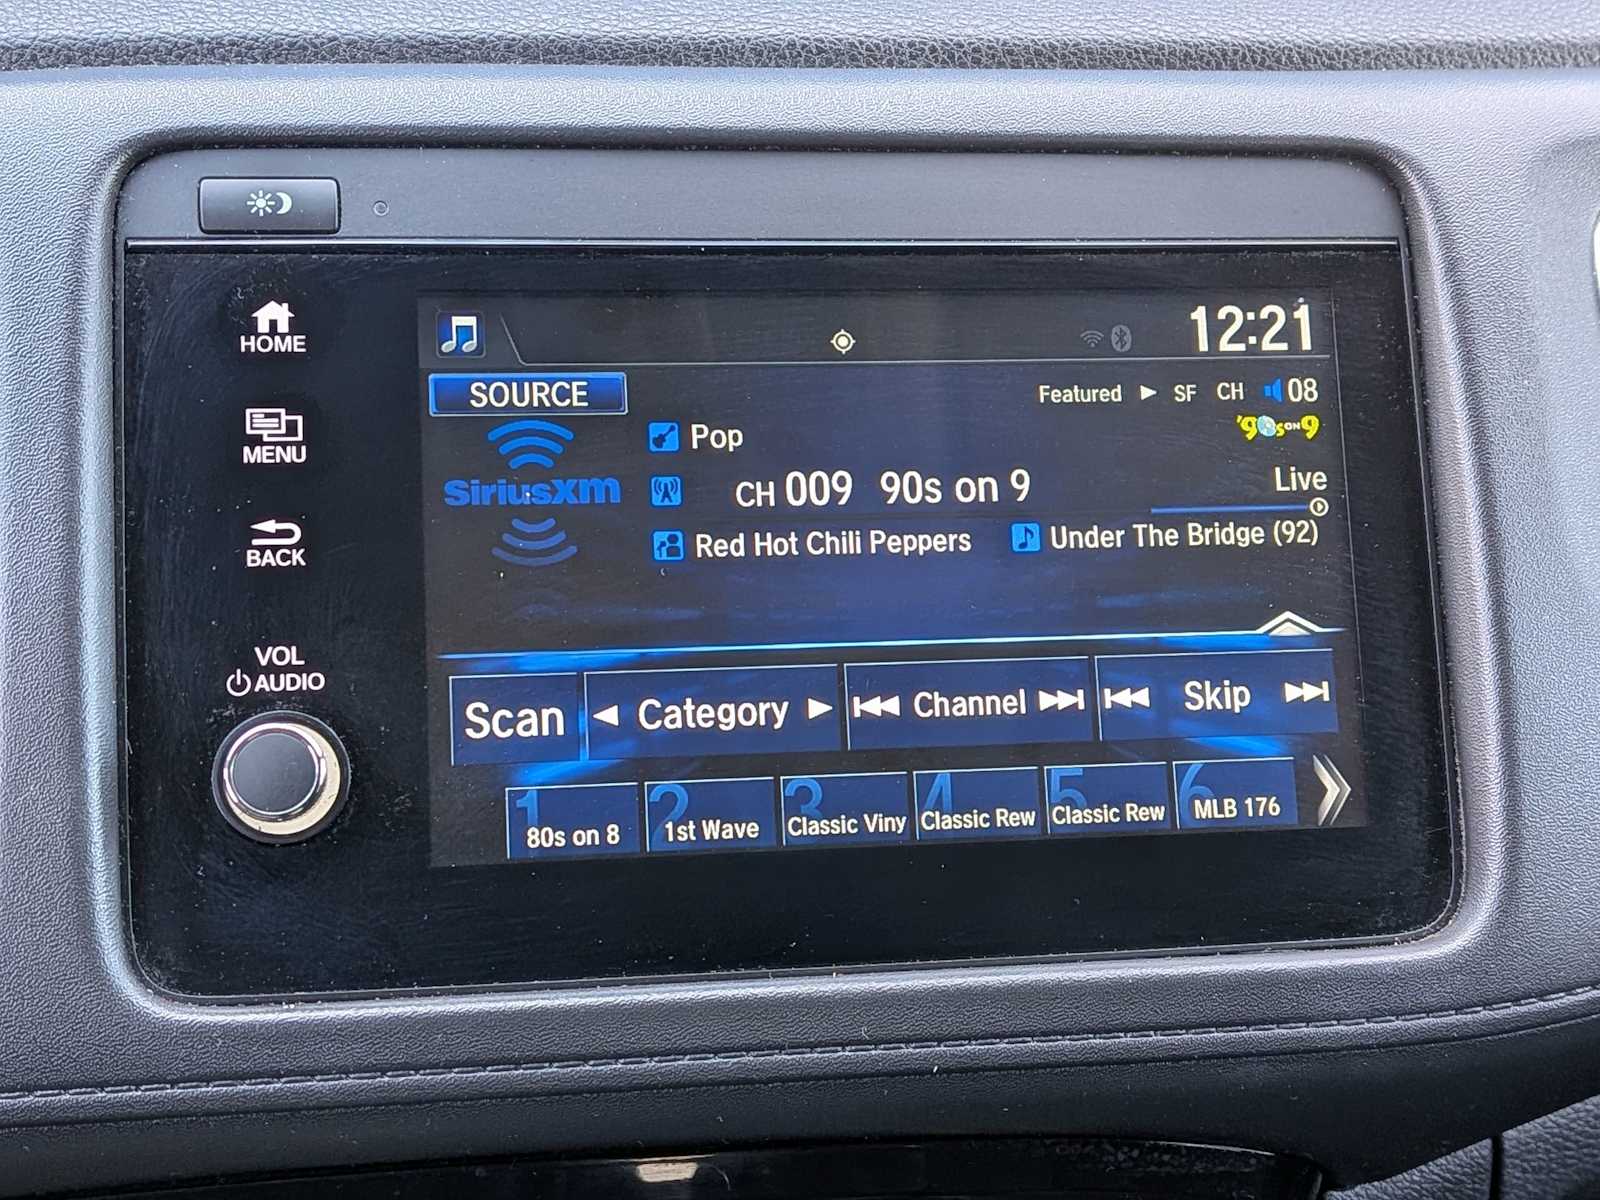 HOME
MENU
BACK
VOL
AUDIO
12:21
SOURCE
Featured ► SF CH 08
'90s ON 9
Pop
SiriusXM
CH 009 90s on 9
Live
Red Hot Chili Peppers
Under The Bridge (92)
Scan
◄ Category ►
Channel
Skip
1 80s on 8
2 1st Wave
3 Classic Viny
4 Classic Rew
5 Classic Rew
6 MLB 176